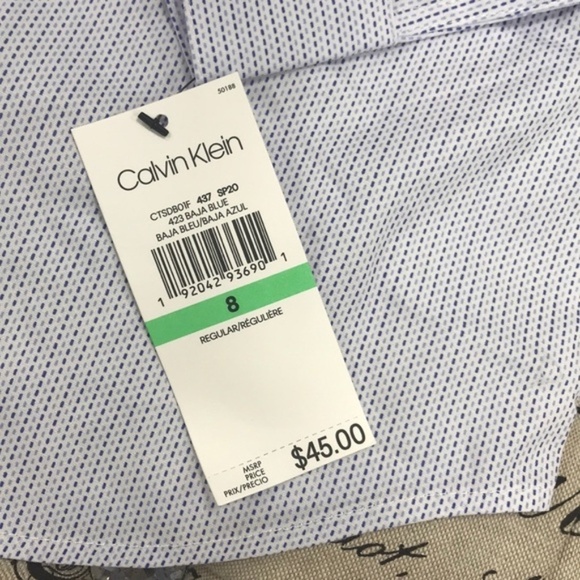 50188
Calvin Klein
CTSDB01F 437 SP20
423 BAJA BLUE
BAJA BLEU/BAJA AZUL
1 92042 93690 1
8
REGULAR/RÉGULIÈRE
MSRP
PRICE
PRIX/PRECIO
$45.00